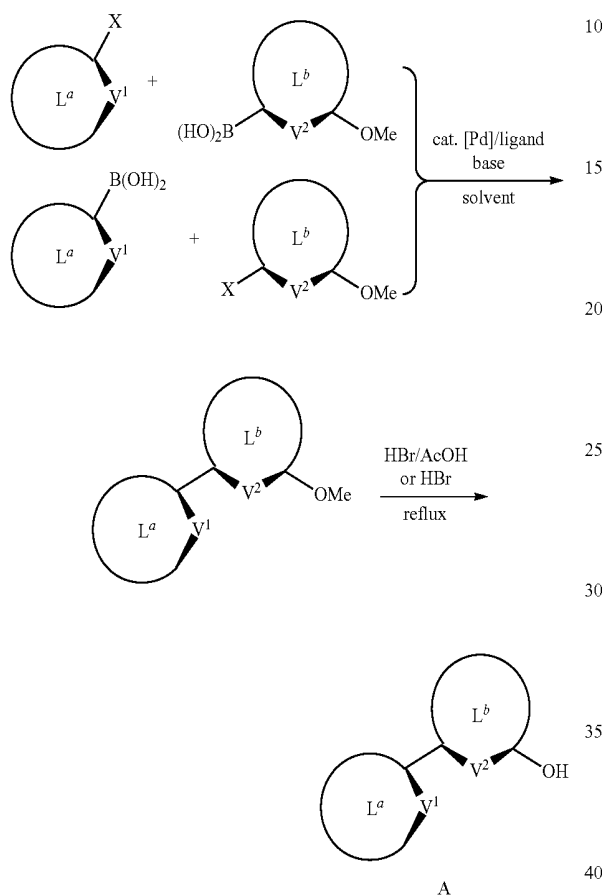 10
X
L^a
V^1
+
L^b
(HO)_2B
V^2
OMe
cat. [Pd]/ligand
base
solvent
15
B(OH)_2
L^a
V^1
+
L^b
X
V^2
OMe
20
L^b
25
HBr/AcOH
or HBr
reflux
V^2
OMe
L^a
V^1
30
L^b
35
V^2
OH
L^a
V^1
A
40